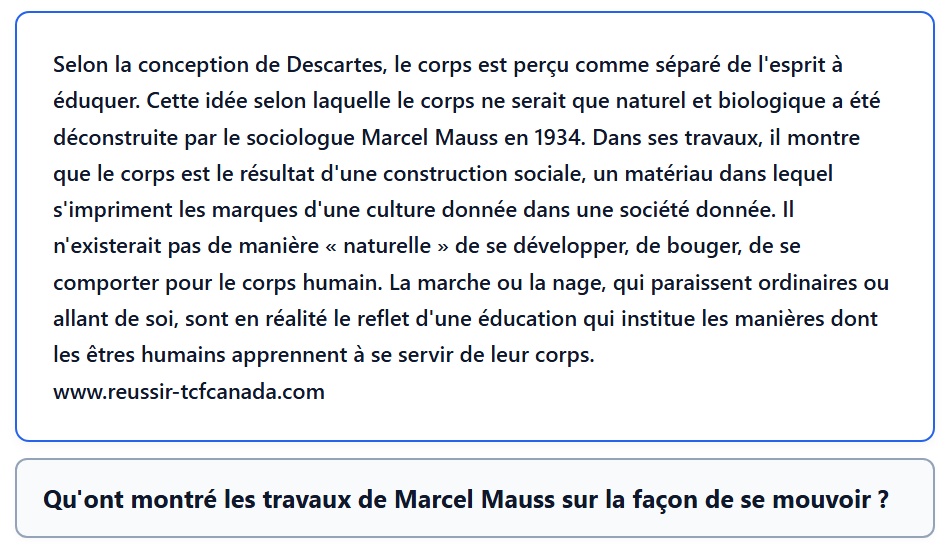 Selon la conception de Descartes, le corps est perçu comme séparé de l'esprit à
éduquer. Cette idée selon laquelle le corps ne serait que naturel et biologique a été
déconstruite par le sociologue Marcel Mauss en 1934. Dans ses travaux, il montre
que le corps est le résultat d'une construction sociale, un matériau dans lequel
s'impriment les marques d'une culture donnée dans une société donnée. Il
n'existerait pas de manière « naturelle » de se développer, de bouger, de se
comporter pour le corps humain. La marche ou la nage, qui paraissent ordinaires ou
allant de soi, sont en réalité le reflet d'une éducation qui institue les manières dont
les êtres humains apprennent à se servir de leur corps.
www.reussir-tcfcanada.com
Qu'ont montré les travaux de Marcel Mauss sur la façon de se mouvoir ?